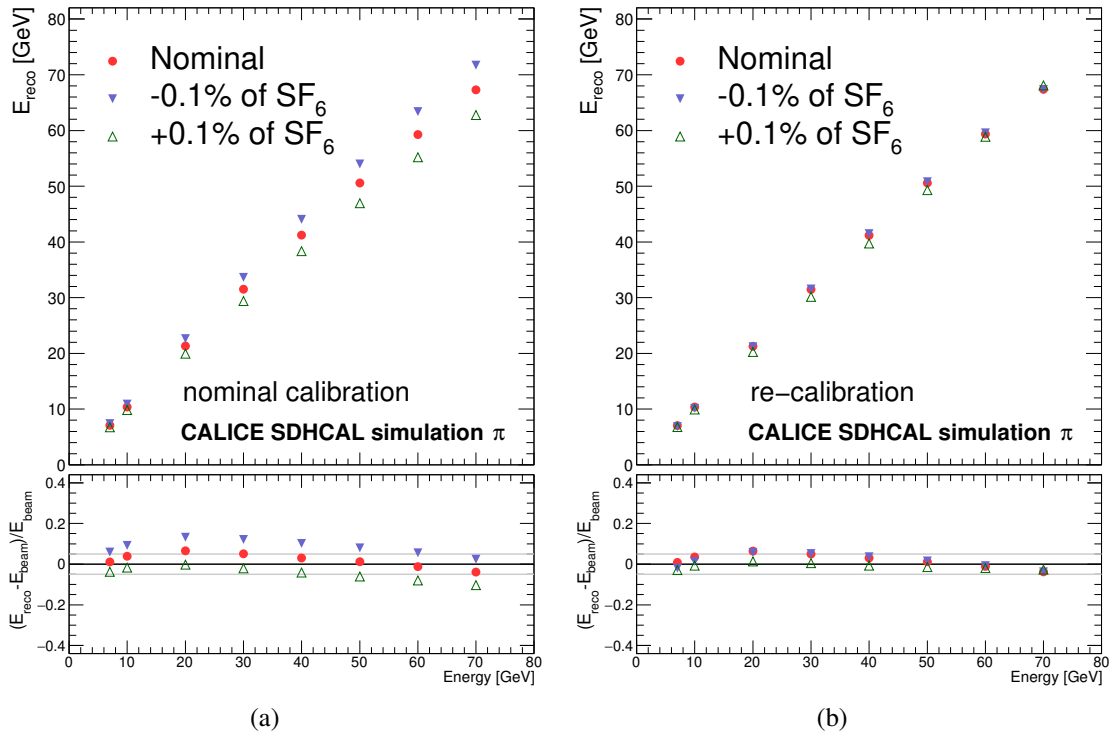 E_reco [GeV]
80
70
60
50
40
30
20
10
0
Nominal
-0.1% of SF6
+0.1% of SF6
nominal calibration
CALICE SDHCAL simulation π
(E_reco-E_beam)/E_beam
0.4
0.2
0
−0.2
−0.4
0 10 20 30 40 50 60 70 80
Energy [GeV]
(a)
E_reco [GeV]
80
70
60
50
40
30
20
10
0
Nominal
-0.1% of SF6
+0.1% of SF6
re−calibration
CALICE SDHCAL simulation π
(E_reco-E_beam)/E_beam
0.4
0.2
0
−0.2
−0.4
0 10 20 30 40 50 60 70 80
Energy [GeV]
(b)